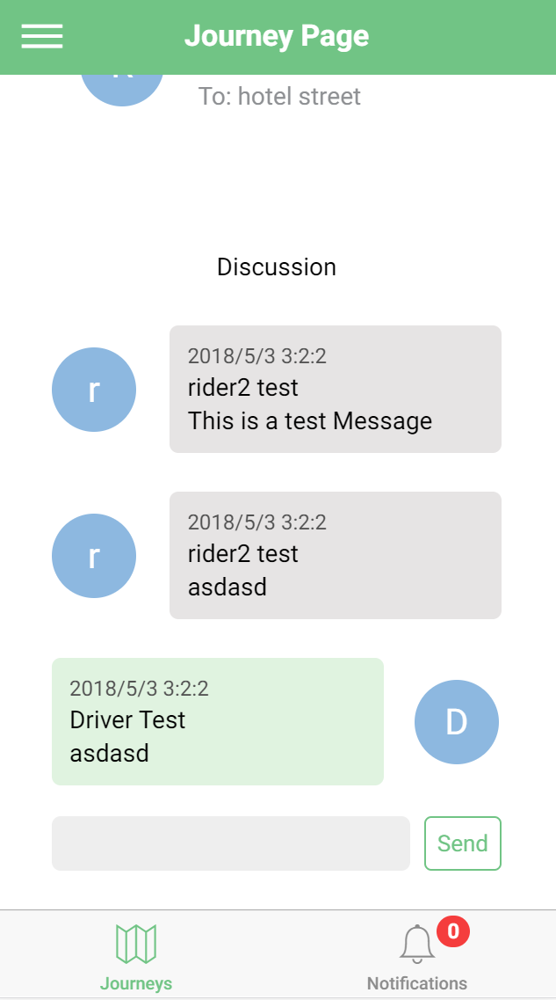 Journey Page
To: hotel street
Discussion
r
2018/5/3 3:2:2
rider2 test
This is a test Message
r
2018/5/3 3:2:2
rider2 test
asdasd
2018/5/3 3:2:2
Driver Test
asdasd
D
Send
0
Journeys
Notifications